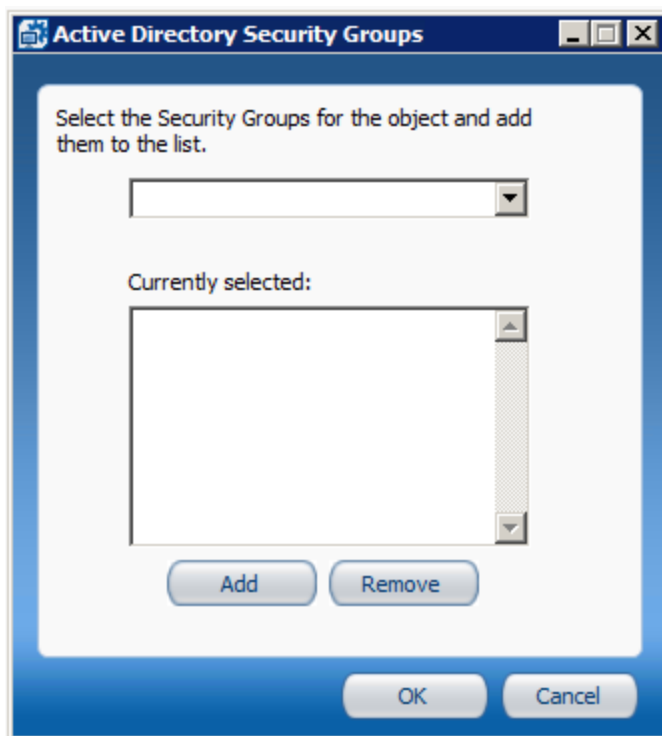 Active Directory Security Groups
Select the Security Groups for the object and add
them to the list.
Currently selected:
Add
Remove
OK
Cancel